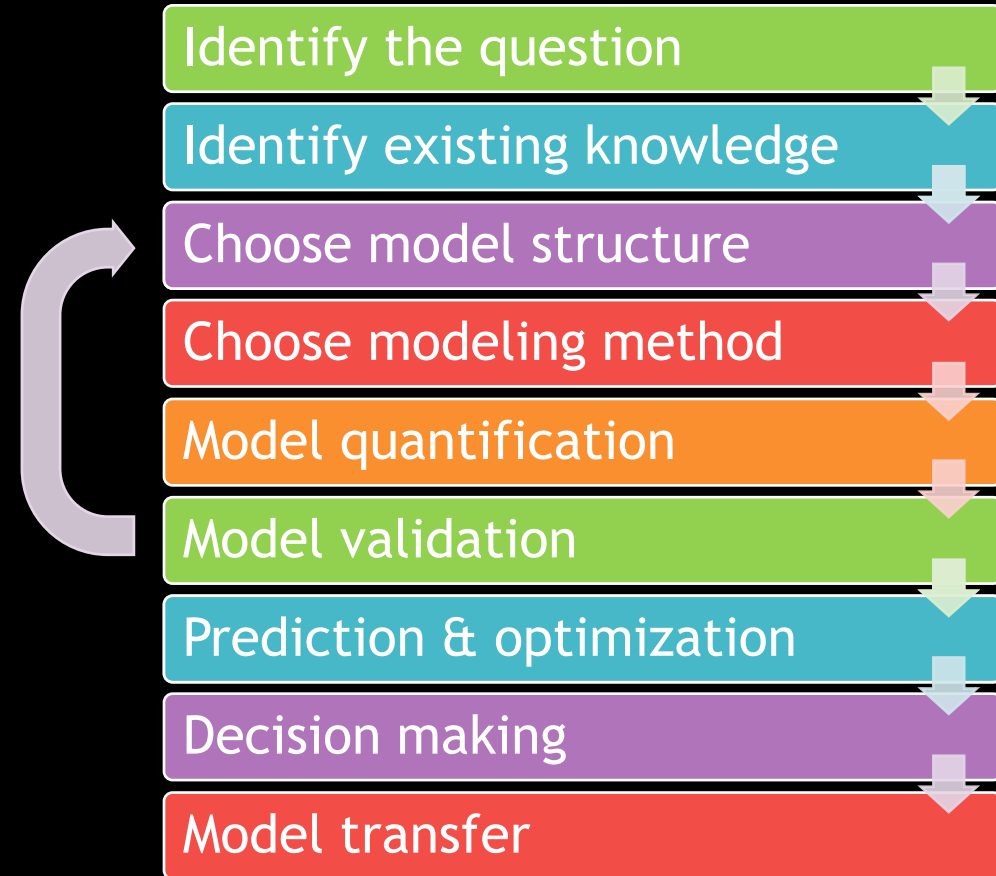 Identify the question
Identify existing knowledge
Choose model structure
Choose modeling method
Model quantification
Model validation
Prediction & optimization
Decision making
Model transfer